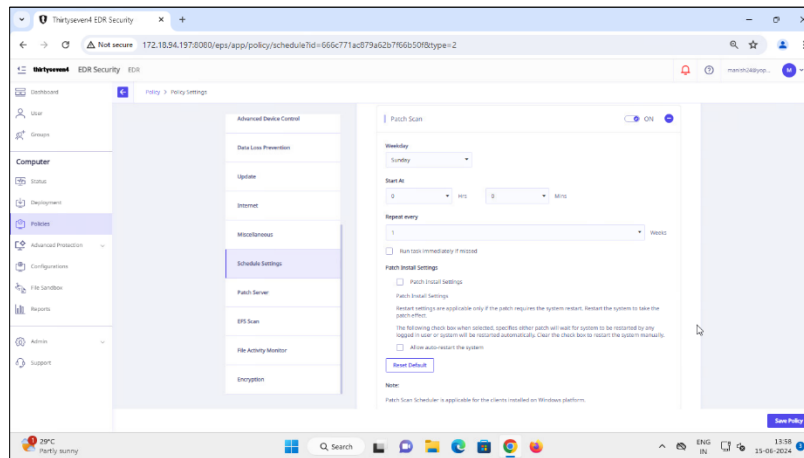 Thirtyseven4 EDR Security
Not secure
172.18.94.197:8080/eps/app/policy/schedule?id=666c771ac879a62b7f66b50f&type=2
thirtyseven4 EDR Security EDR
manish24@yop...
M
Dashboard
User
Groups
Computer
Status
Deployment
Policies
Advanced Protection
Configurations
File Sandbox
Reports
Admin
Support
Policy > Policy Settings
Advanced Device Control
Data Loss Prevention
Update
Internet
Miscellaneous
Schedule Settings
Patch Server
EPS Scan
File Activity Monitor
Encryption
Patch Scan
ON
Weekday
Sunday
Start At
0 Hrs 0 Mins
Repeat every
1 Weeks
Run task immediately if missed
Patch Install Settings
Patch Install Settings
Patch Install Settings
Restart settings are applicable only if the patch requires the system restart. Restart the system to take the
patch effect.
The following check box when selected, specifies either patch will wait for system to be restarted by any
logged in user or system will be restarted automatically. Clear the check box to restart the system manually.
Allow auto-restart the system
Reset Default
Note:
Patch Scan Scheduler is applicable for the clients installed on Windows platform.
Save Policy
1
29°C
Partly sunny
Search
ENG
IN
13:58
15-06-2024